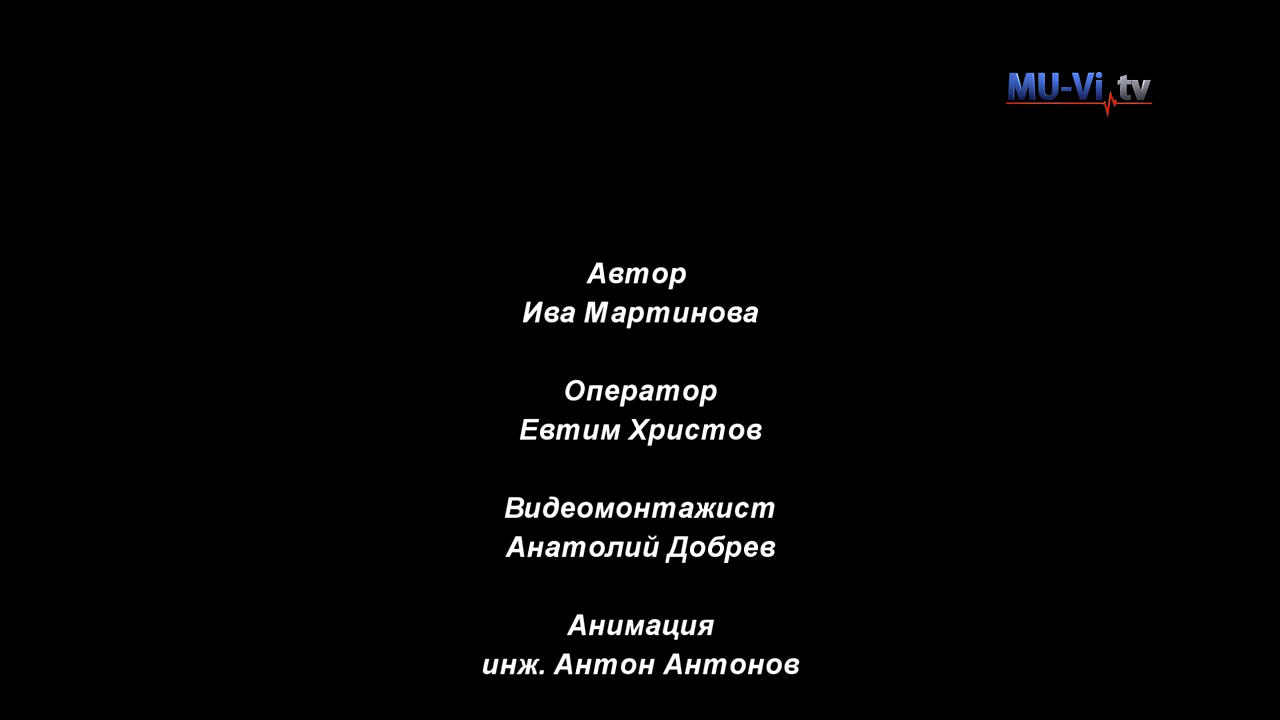 MU-Vi.tv
Автор
Ива Мартинова
Оператор
Евтим Христов
Видеомонтажист
Анатолий Добрев
Анимация
инж. Антон Антонов